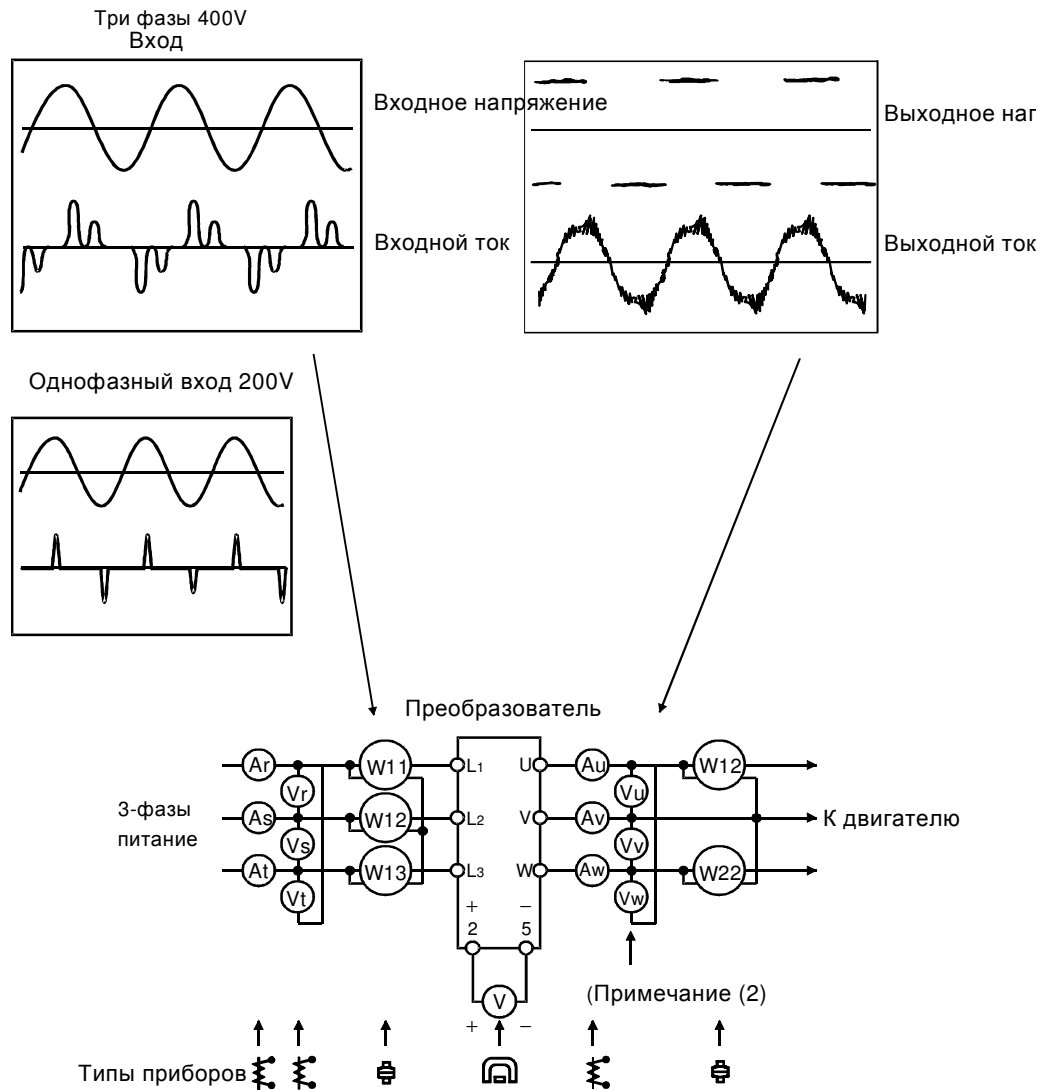 Три фазы 400V
Вход
Входное напряжение
Выходное наг
Входной ток
Выходной ток
Однофазный вход 200V
Преобразователь
Ar
W11
L1
U
Au
W12
Vr
Vu
3-фазы
питание
As
W12
L2
V
Av
К двигателю
Vs
Vv
At
W13
L3
W
Aw
W22
Vt
Vw
+ −
2 5
V
+ −
(Примечание (2)
Типы приборов